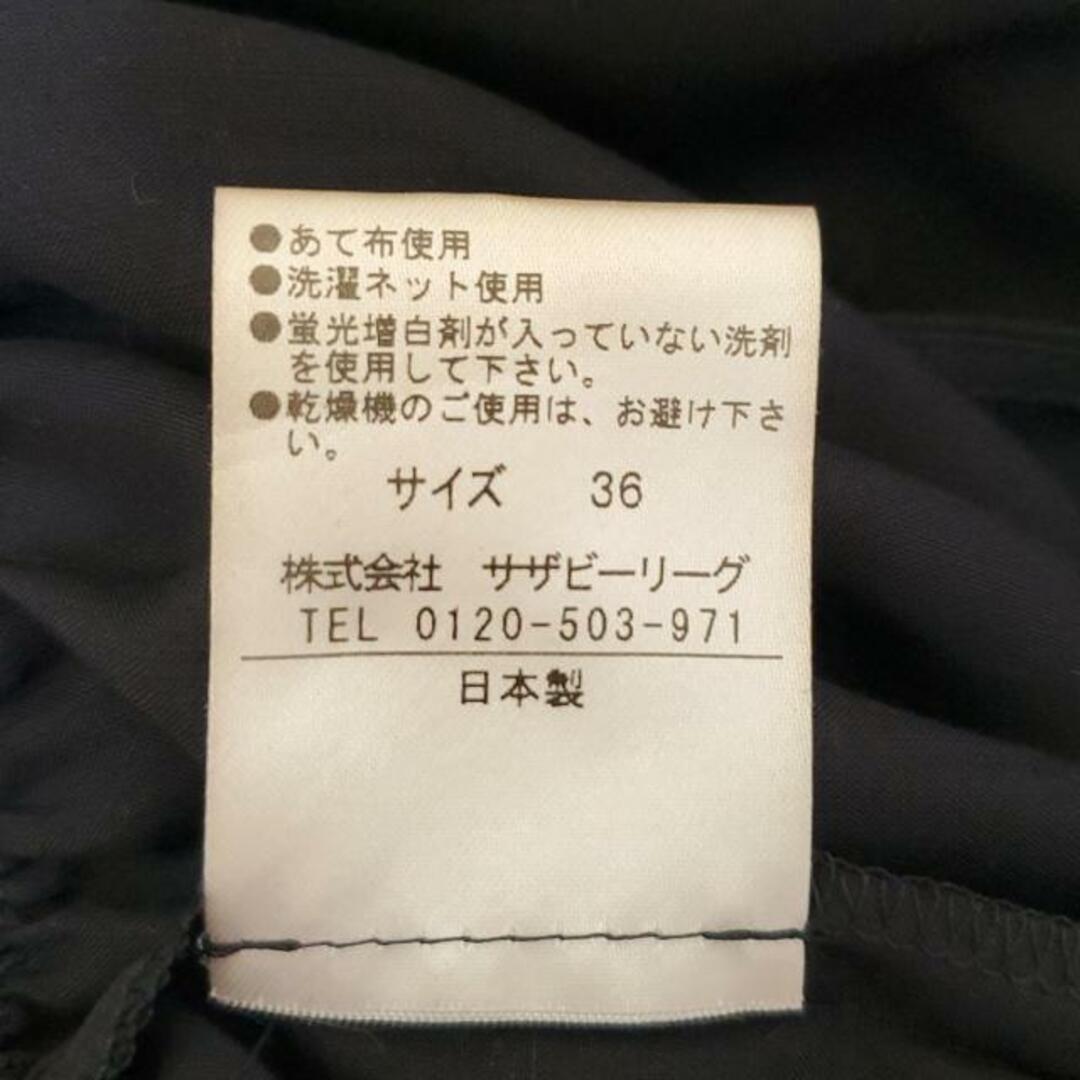 ●あて布使用
●洗濯ネット使用
●蛍光増白剤が入っていない洗剤
を使用して下さい。
●乾燥機のご使用は、お避け下さ
い。
サイズ 36
株式会社 サザビーリーグ
TEL 0120-503-971
日本製